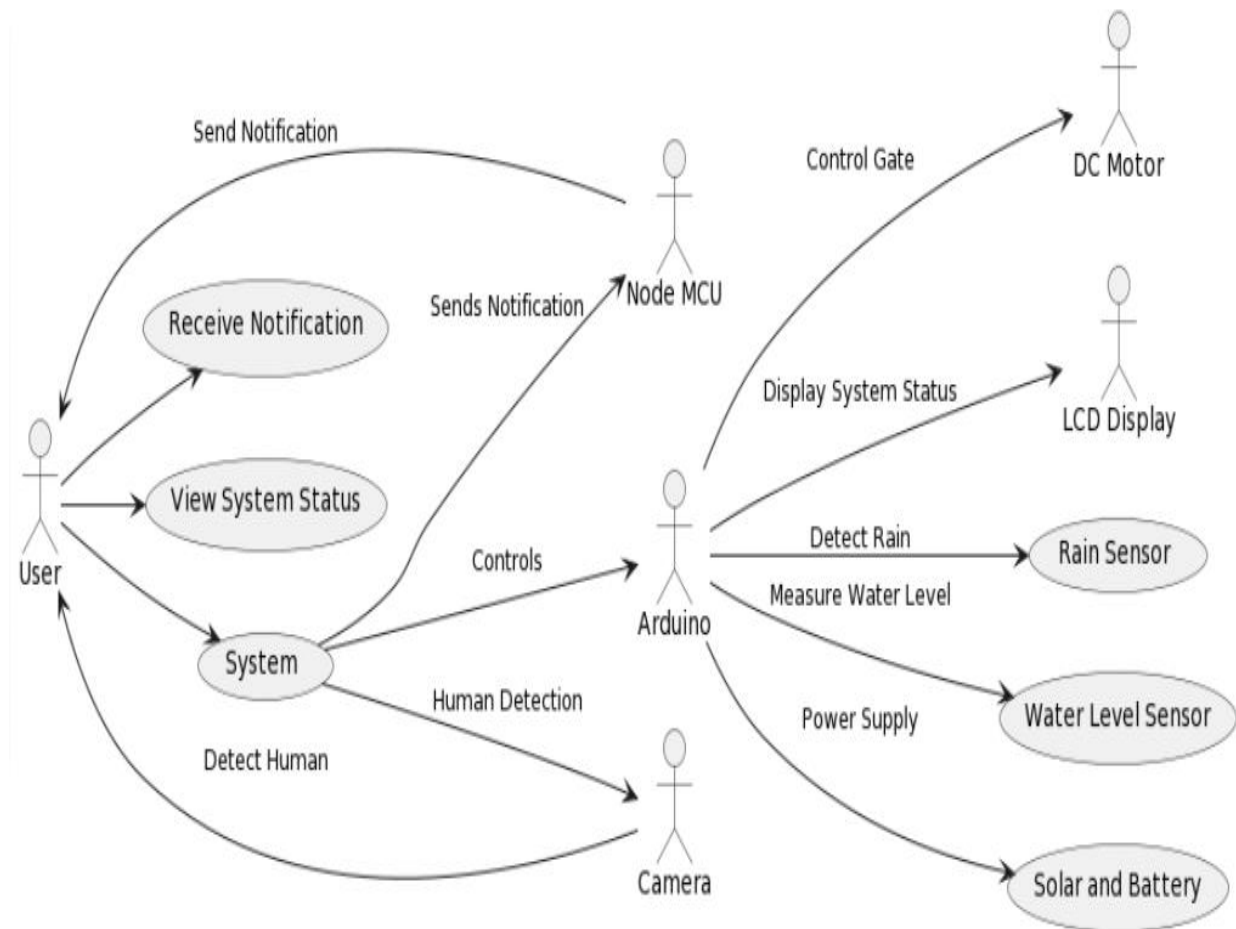 Send Notification
Control Gate
DC Motor
Node MCU
Sends Notification
Receive Notification
Display System Status
LCD Display
View System Status
User
Detect Rain
Rain Sensor
Controls
Measure Water Level
Arduino
System
Human Detection
Power Supply
Water Level Sensor
Detect Human
Camera
Solar and Battery